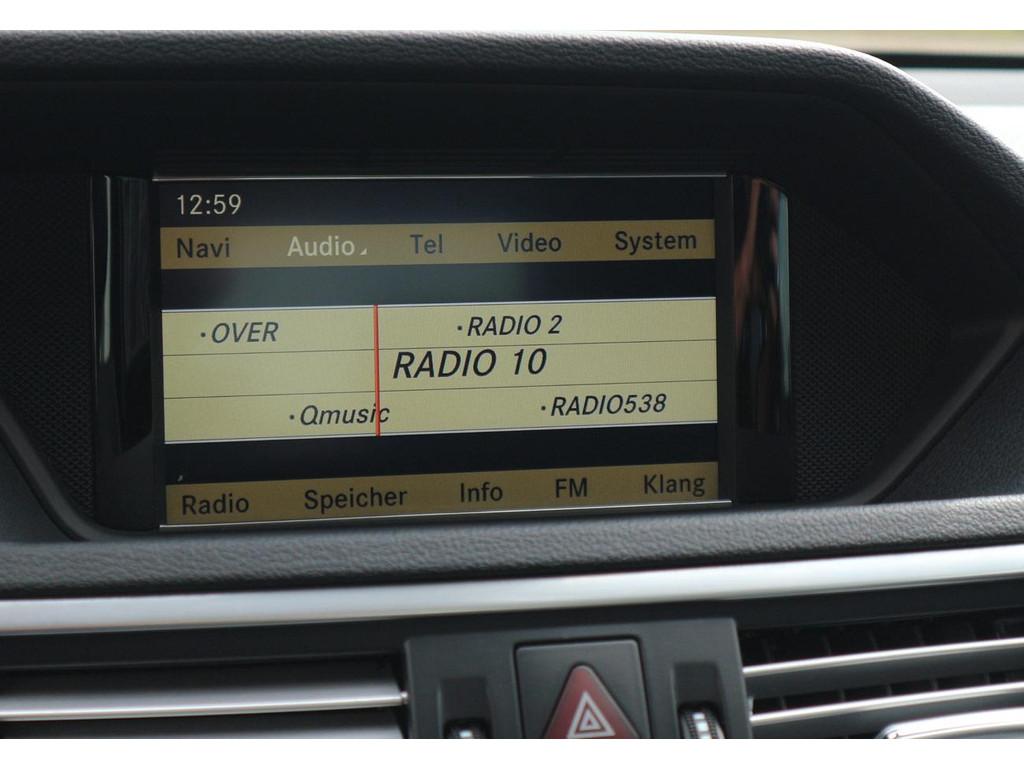 12:59
Navi Audio Tel Video System
·OVER ·RADIO 2
RADIO 10
·Qmusic ·RADIO538
Radio Speicher Info FM Klang